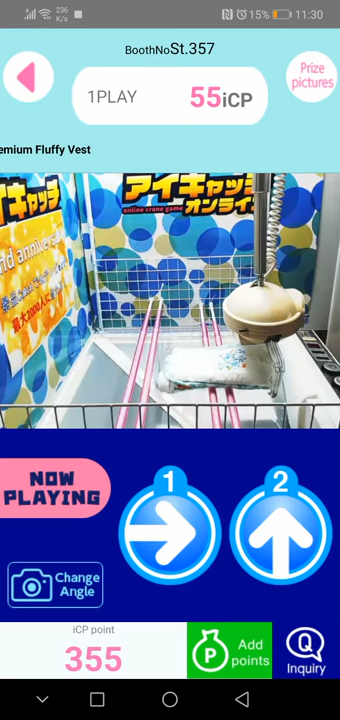 236
K/s
15%
11:30
BoothNoSt.357
1PLAY
55iCP
Prize
pictures
emium Fluffy Vest
イキャッチ
アイキャッチ
online crane game
オンライ
nd annivers
NOW
PLAYING
1
2
Change
Angle
iCP point
355
P
Add
points
Q
Inquiry